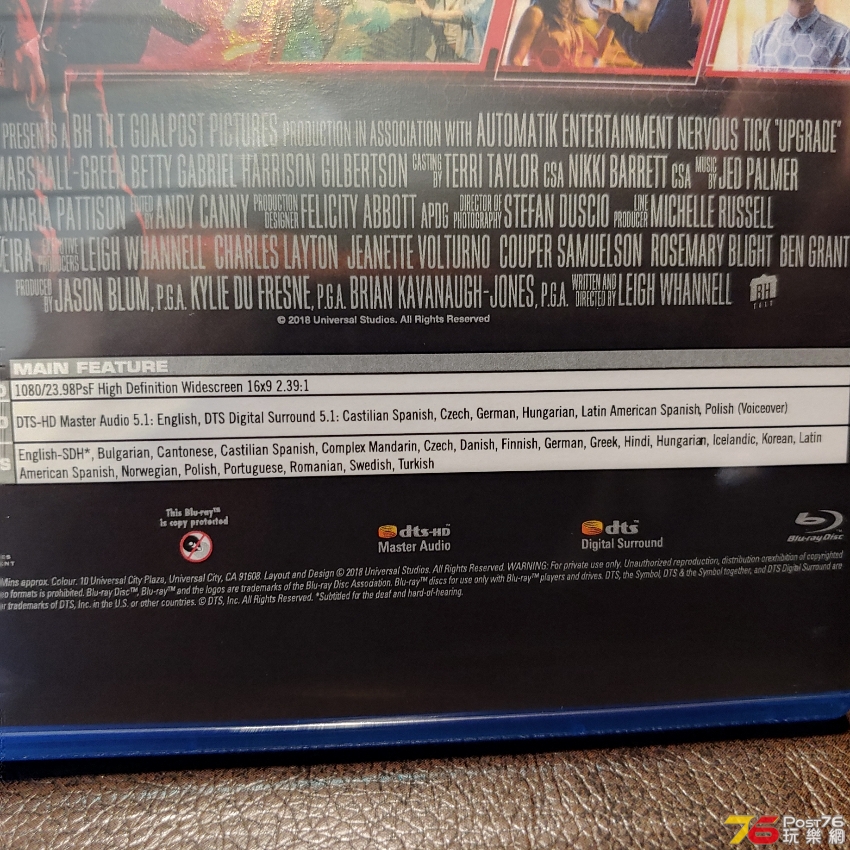 PRESENTS A BH TILT GOALPOST PICTURES PRODUCTION IN ASSOCIATION WITH AUTOMATIK ENTERTAINMENT NERVOUS TICK "UPGRADE"
MARSHALL-GREEN BETTY GABRIEL HARRISON GILBERTSON CASTING BY TERRI TAYLOR CSA NIKKI BARRETT CSA MUSIC BY JED PALMER
MARIA PATTISON EDITED BY ANDY CANNY PRODUCTION DESIGNER FELICITY ABBOTT APDG DIRECTOR OF PHOTOGRAPHY STEFAN DUSCIO LINE PRODUCER MICHELLE RUSSELL
EIRA EXECUTIVE PRODUCERS LEIGH WHANNELL CHARLES LAYTON JEANETTE VOLTURNO COUPER SAMUELSON ROSEMARY BLIGHT BEN GRANT
PRODUCED BY JASON BLUM, P.G.A. KYLIE DU FRESNE, P.G.A. BRIAN KAVANAUGH-JONES, P.G.A. WRITTEN AND DIRECTED BY LEIGH WHANNELL BH TILT
© 2018 Universal Studios. All Rights Reserved
MAIN FEATURE
1080/23.98PsF High Definition Widescreen 16x9 2.39:1
DTS-HD Master Audio 5.1: English, DTS Digital Surround 5.1: Castilian Spanish, Czech, German, Hungarian, Latin American Spanish, Polish (Voiceover)
English-SDH*, Bulgarian, Cantonese, Castilian Spanish, Complex Mandarin, Czech, Danish, Finnish, German, Greek, Hindi, Hungarian, Icelandic, Korean, Latin
American Spanish, Norwegian, Polish, Portuguese, Romanian, Swedish, Turkish
This Blu-ray™
is copy protected
dts-HD™
Master Audio
dts™
Digital Surround
Blu-ray Disc
Mins approx. Colour. 10 Universal City Plaza, Universal City, CA 91608. Layout and Design © 2018 Universal Studios. All Rights Reserved. WARNING: For private use only. Unauthorized reproduction, distribution or exhibition of copyrighted
eo formats is prohibited. Blu-ray Disc™, Blu-ray™ and the logos are trademarks of the Blu-ray Disc Association. Blu-ray™ discs for use only with Blu-ray™ players and drives. DTS, the Symbol, DTS & the Symbol together, and DTS Digital Surround are
er trademarks of DTS, Inc. in the U.S. or other countries. © DTS, Inc. All Rights Reserved. *Subtitled for the deaf and hard-of-hearing.
76 Post76
玩樂網